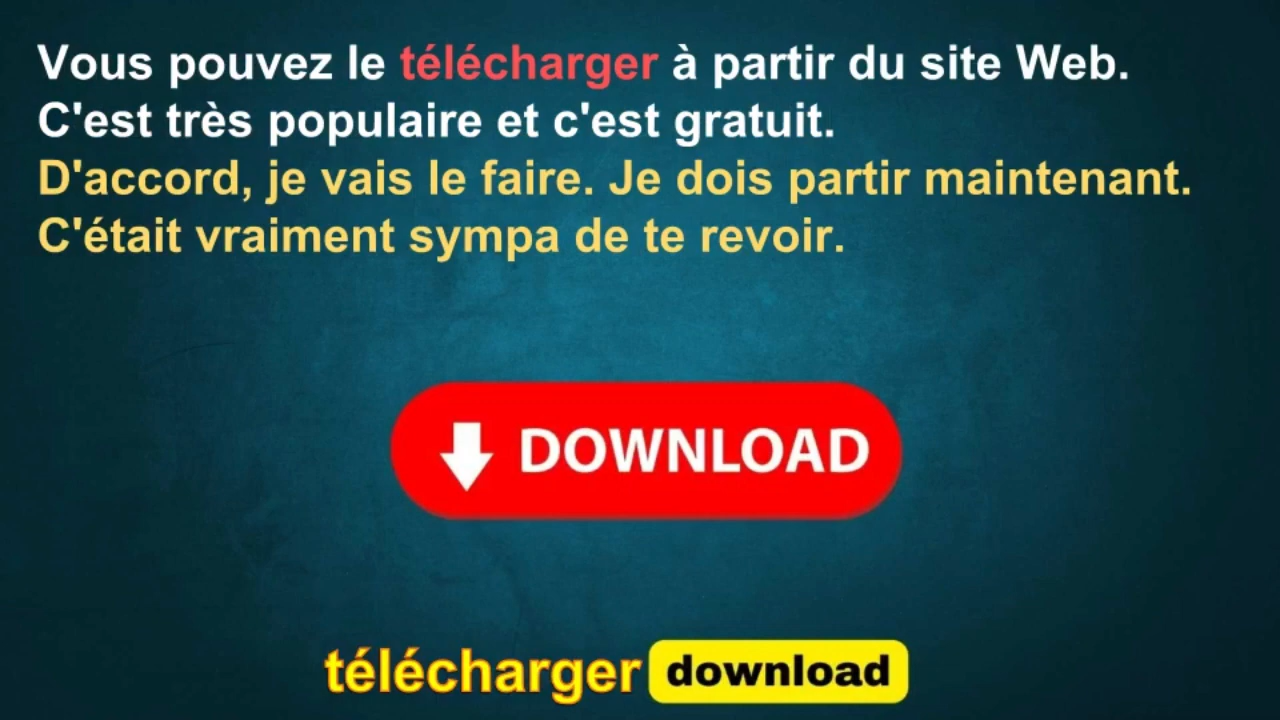 Vous pouvez le télécharger à partir du site Web.
C'est très populaire et c'est gratuit.
D'accord, je vais le faire. Je dois partir maintenant.
C'était vraiment sympa de te revoir.
DOWNLOAD
télécharger download